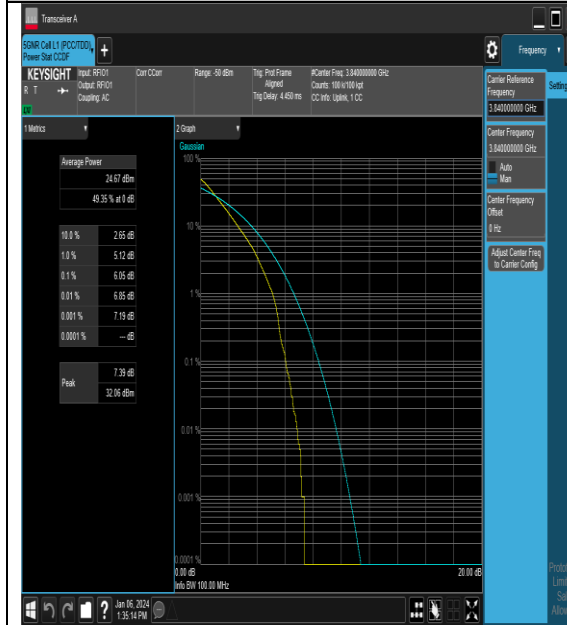 Transceiver A
5GNR Cell L1 (PCC/TDD)
Power Stat CCDF
+
Frequency
KEYSIGHT
R T
Input: RFIO1
Output: RFIO1
Coupling: AC
Corr CCorr
Range: -50 dBm
Trig: Prot Frame
Aligned
Trig Delay: 4.450 ms
#Center Freq: 3.840000000 GHz
Counts: 100 k/100 kpt
CC Info: Uplink, 1 CC
1 Metrics
Average Power
24.67 dBm
49.35 % at 0 dB
10.0 % 2.65 dB
1.0 % 5.12 dB
0.1 % 6.05 dB
0.01 % 6.85 dB
0.001 % 7.19 dB
0.0001 % --- dB
Peak
7.39 dB
32.06 dBm
2 Graph
Gaussian
100 %
10 %
1 %
0.1 %
0.01 %
0.001 %
0.0001 %
0.00 dB
20.00 dB
Info BW 100.00 MHz
Carrier Reference
Frequency
3.840000000 GHz
Center Frequency
3.840000000 GHz
Auto
Man
Center Frequency
Offset
0 Hz
Adjust Center Freq
to Carrier Config
Setting
?
Jan 06, 2024
1:35:14 PM